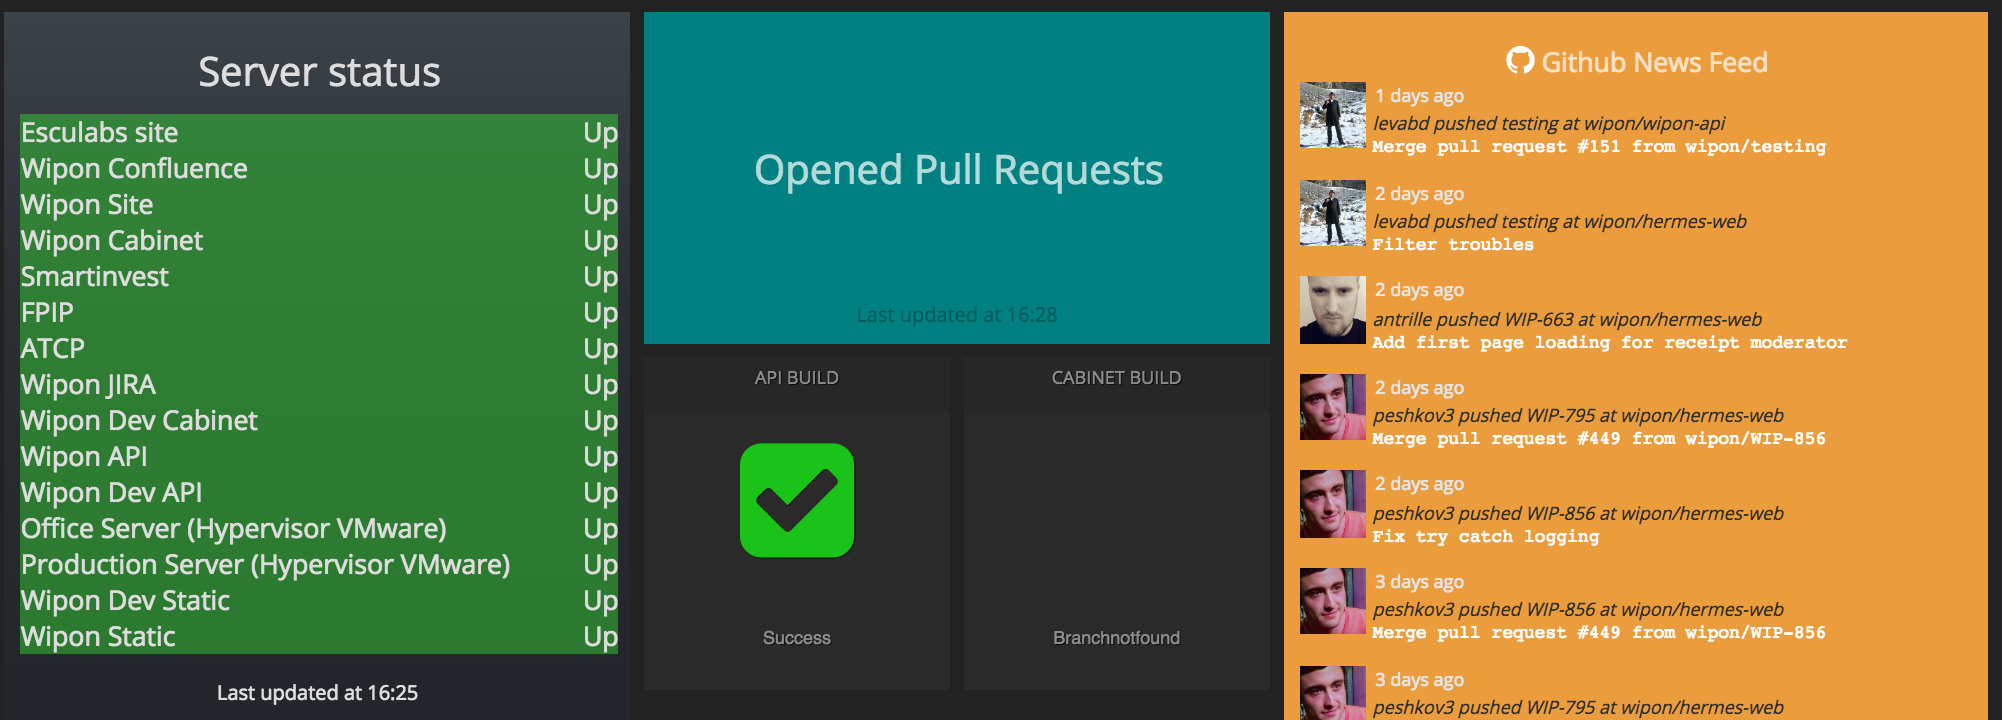 Server status
Esculabs site Up
Wipon Confluence Up
Wipon Site Up
Wipon Cabinet Up
Smartinvest Up
FPIP Up
ATCP Up
Wipon JIRA Up
Wipon Dev Cabinet Up
Wipon API Up
Wipon Dev API Up
Office Server (Hypervisor VMware) Up
Production Server (Hypervisor VMware) Up
Wipon Dev Static Up
Wipon Static Up
Last updated at 16:25
Opened Pull Requests
Last updated at 16:28
API BUILD
Success
CABINET BUILD
Branchnotfound
Github News Feed
1 days ago
levabd pushed testing at wipon/wipon-api
Merge pull request #151 from wipon/testing
2 days ago
levabd pushed testing at wipon/hermes-web
Filter troubles
2 days ago
antrille pushed WIP-663 at wipon/hermes-web
Add first page loading for receipt moderator
2 days ago
peshkov3 pushed WIP-795 at wipon/hermes-web
Merge pull request #449 from wipon/WIP-856
2 days ago
peshkov3 pushed WIP-856 at wipon/hermes-web
Fix try catch logging
3 days ago
peshkov3 pushed WIP-856 at wipon/hermes-web
Merge pull request #449 from wipon/WIP-856
3 days ago
peshkov3 pushed WIP-795 at wipon/hermes-web